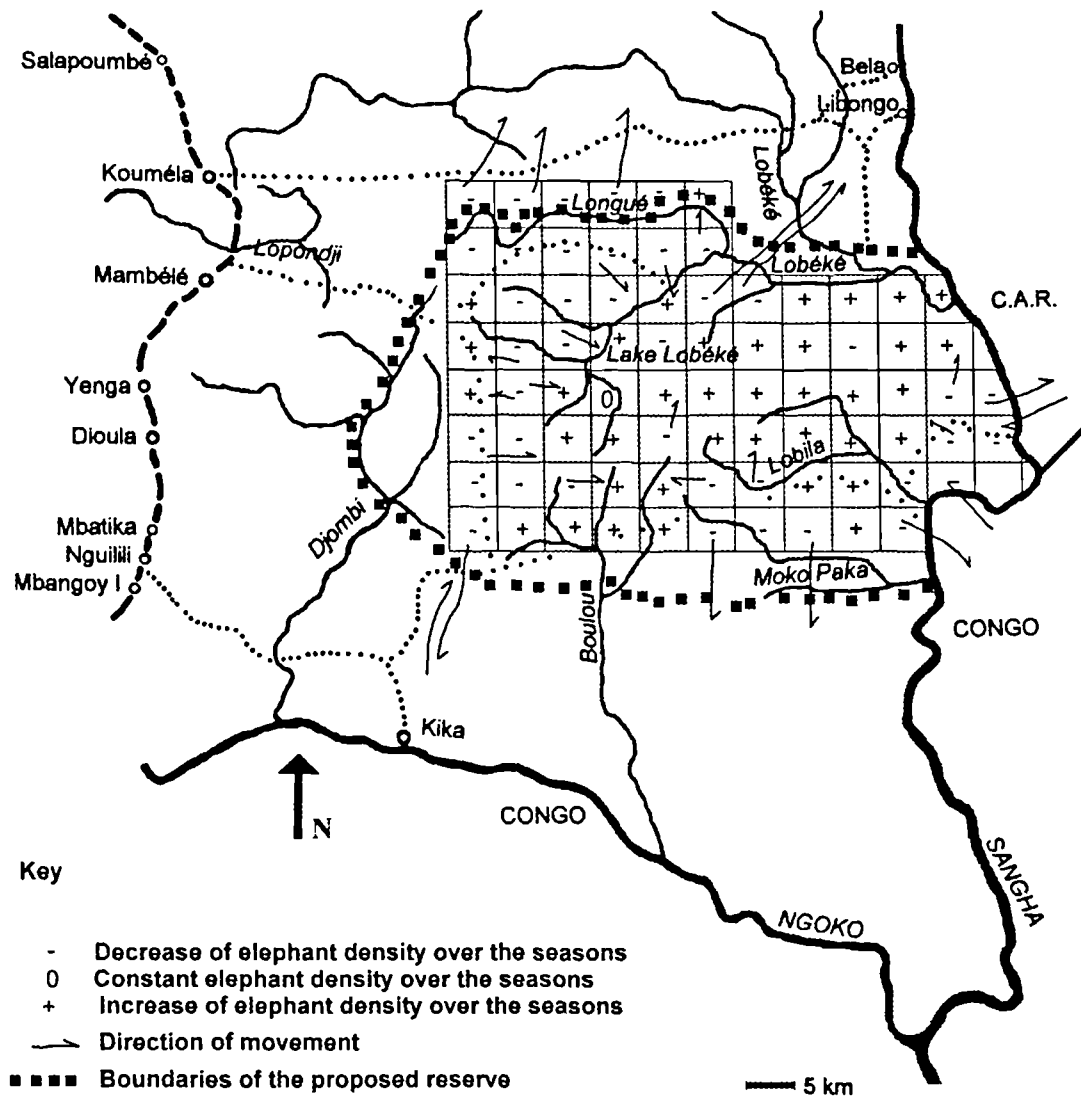 Salapoumbé
Bela
Libongo
Kouméla
Lobéké
Longué
Lopondji
Lobéké
Mambélé
C.A.R.
Lake Lobéké
Yenga
0
Dioula
Lobila
Mbatika
Djombi
Nguilili
Mbangoy I
Moko Paka
Boulou
CONGO
Kika
N
CONGO
SANGHA
NGOKO
Key
- Decrease of elephant density over the seasons
0 Constant elephant density over the seasons
+ Increase of elephant density over the seasons
Direction of movement
Boundaries of the proposed reserve
5 km